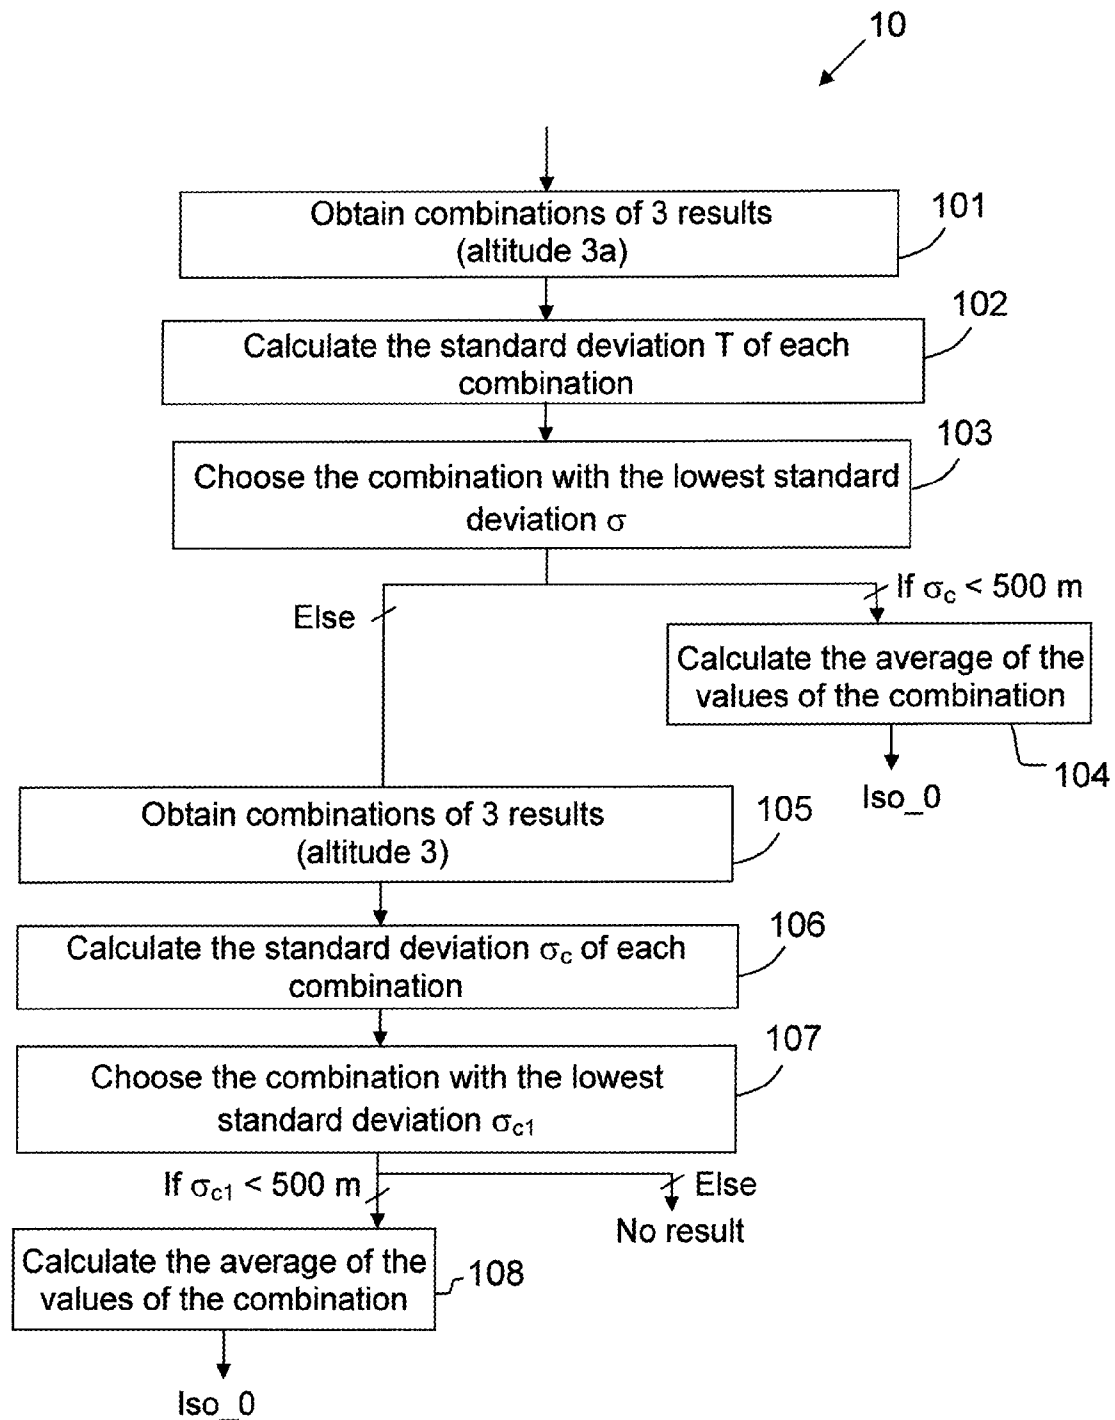 10
Obtain combinations of 3 results
(altitude 3a)
101
Calculate the standard deviation T of each
combination
102
Choose the combination with the lowest standard
deviation σ
103
Else
If σc < 500 m
Calculate the average of the
values of the combination
104
Iso_0
Obtain combinations of 3 results
(altitude 3)
105
Calculate the standard deviation σc of each
combination
106
Choose the combination with the lowest
standard deviation σc1
107
If σc1 < 500 m
Else
No result
Calculate the average of the
values of the combination
108
Iso_0